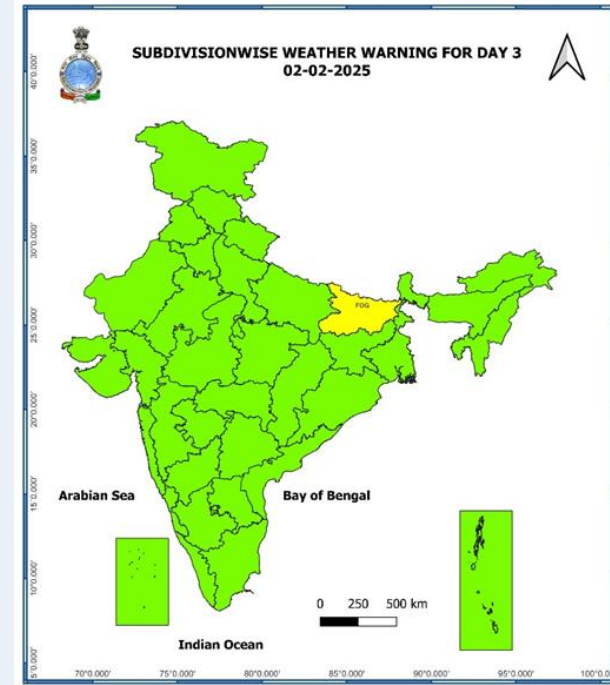 SUBDIVISIONWISE WEATHER WARNING FOR DAY 3
02-02-2025
40°0.000'
35°0.000'
30°0.000'
25°0.000'
20°0.000'
15°0.000'
10°0.000'
5°0.000'
FOG
Arabian Sea
Bay of Bengal
0 250 500 km
Indian Ocean
70°0.000' 75°0.000' 80°0.000' 85°0.000' 90°0.000' 95°0.000'